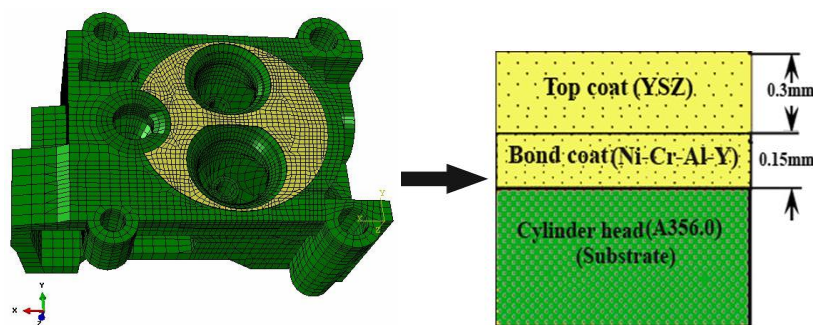 Top coat (YSZ)
0.3mm
Bond coat (Ni-Cr-Al-Y)
0.15mm
Cylinder head (A356.0)
(Substrate)
X
Y
Z
X
Y
Z